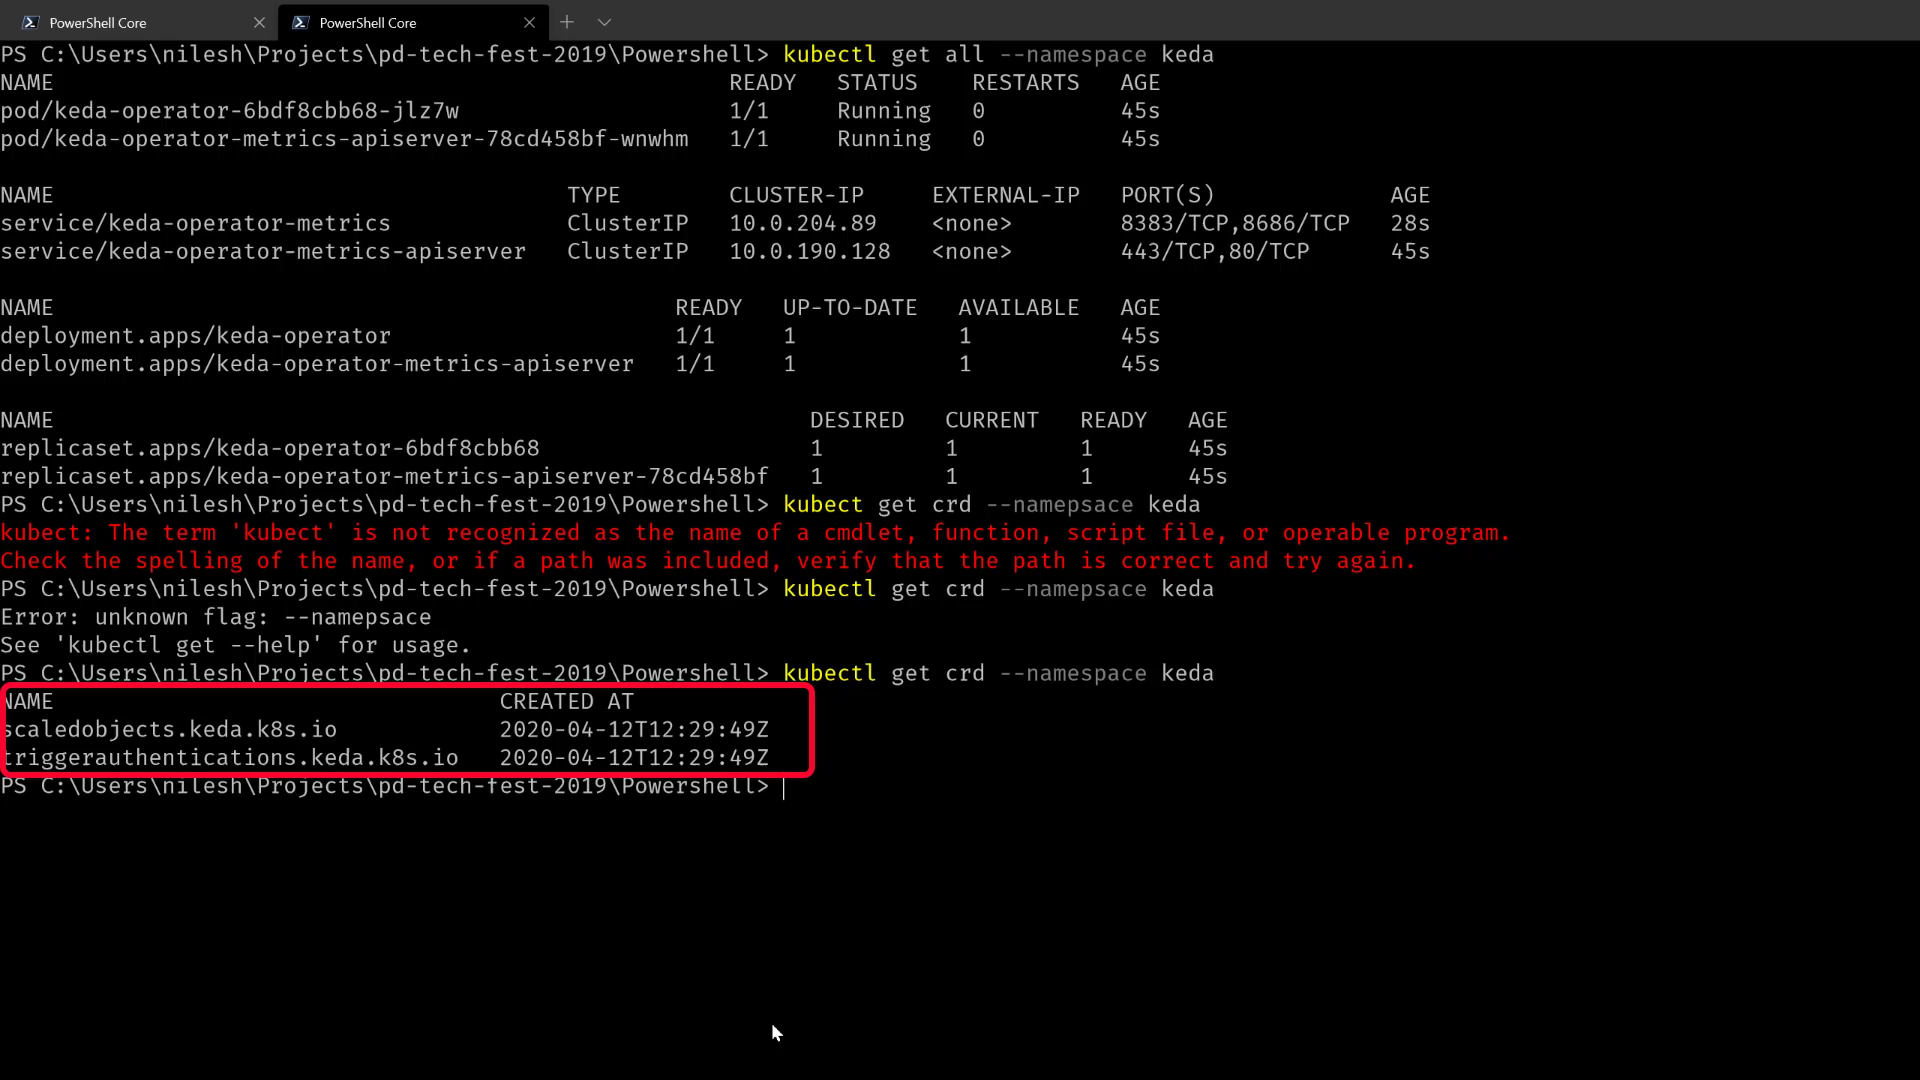 PowerShell Core PowerShell Core
PS C:\Users\nilesh\Projects\pd-tech-fest-2019\Powershell> kubectl get all --namespace keda
NAME READY STATUS RESTARTS AGE
pod/keda-operator-6bdf8cbb68-jlz7w 1/1 Running 0 45s
pod/keda-operator-metrics-apiserver-78cd458bf-wnwhm 1/1 Running 0 45s
NAME TYPE CLUSTER-IP EXTERNAL-IP PORT(S) AGE
service/keda-operator-metrics ClusterIP 10.0.204.89 <none> 8383/TCP,8686/TCP 28s
service/keda-operator-metrics-apiserver ClusterIP 10.0.190.128 <none> 443/TCP,80/TCP 45s
NAME READY UP-TO-DATE AVAILABLE AGE
deployment.apps/keda-operator 1/1 1 1 45s
deployment.apps/keda-operator-metrics-apiserver 1/1 1 1 45s
NAME DESIRED CURRENT READY AGE
replicaset.apps/keda-operator-6bdf8cbb68 1 1 1 45s
replicaset.apps/keda-operator-metrics-apiserver-78cd458bf 1 1 1 45s
PS C:\Users\nilesh\Projects\pd-tech-fest-2019\Powershell> kubect get crd --namepsace keda
kubect: The term 'kubect' is not recognized as the name of a cmdlet, function, script file, or operable program.
Check the spelling of the name, or if a path was included, verify that the path is correct and try again.
PS C:\Users\nilesh\Projects\pd-tech-fest-2019\Powershell> kubectl get crd --namepsace keda
Error: unknown flag: --namepsace
See 'kubectl get --help' for usage.
PS C:\Users\nilesh\Projects\pd-tech-fest-2019\Powershell> kubectl get crd --namespace keda
NAME CREATED AT
scaledobjects.keda.k8s.io 2020-04-12T12:29:49Z
triggerauthentications.keda.k8s.io 2020-04-12T12:29:49Z
PS C:\Users\nilesh\Projects\pd-tech-fest-2019\Powershell>